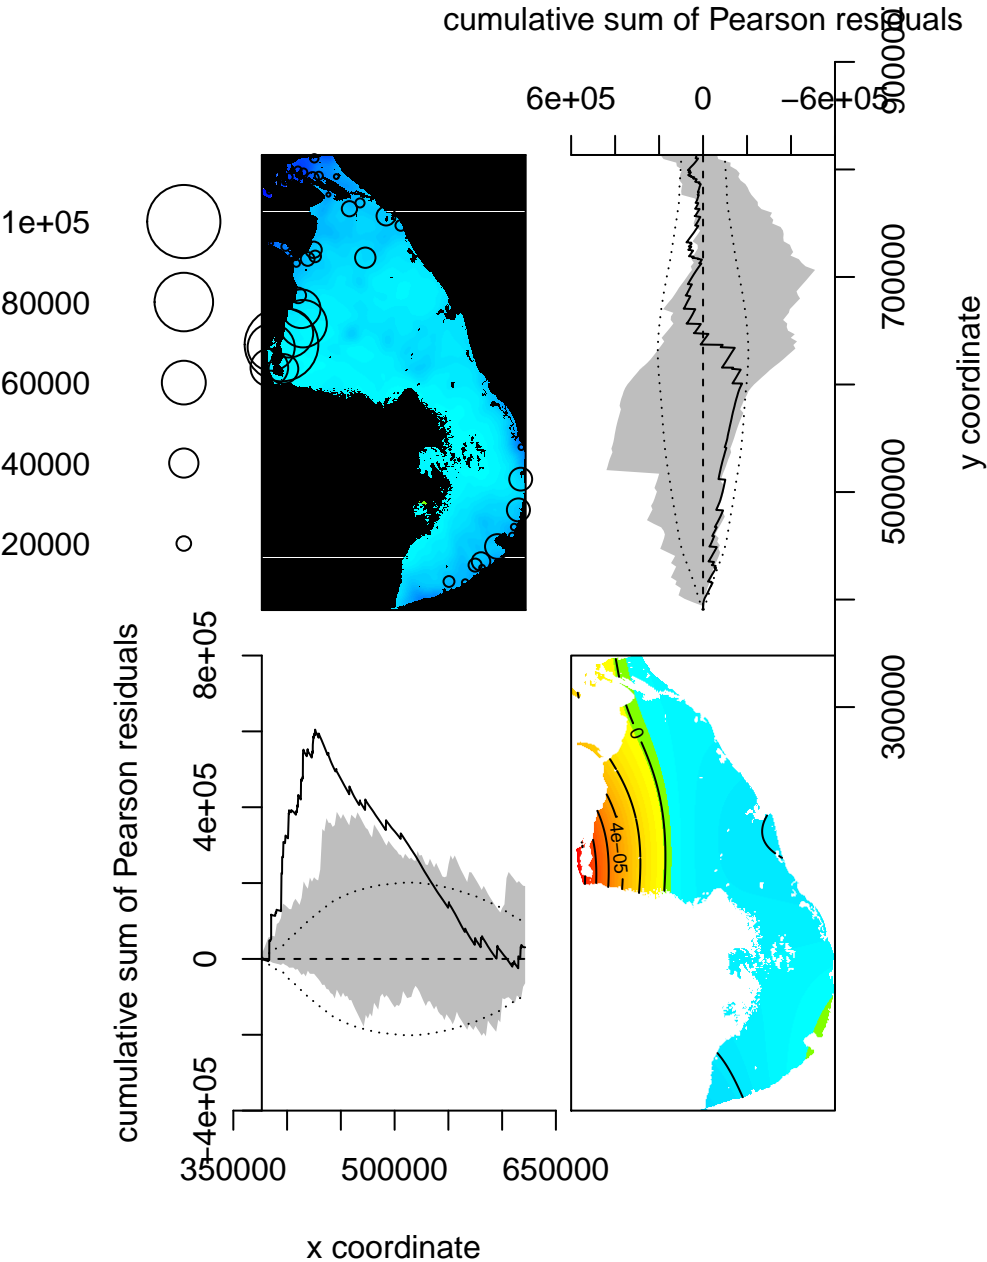 cumulative sum of Pearson residuals
6e+05 0 −6e+05
900000
700000
500000
300000
y coordinate
1e+05
80000
60000
40000
20000
cumulative sum of Pearson residuals
8e+05
4e+05
0
−4e+05
350000 500000 650000
x coordinate
0
4e−05